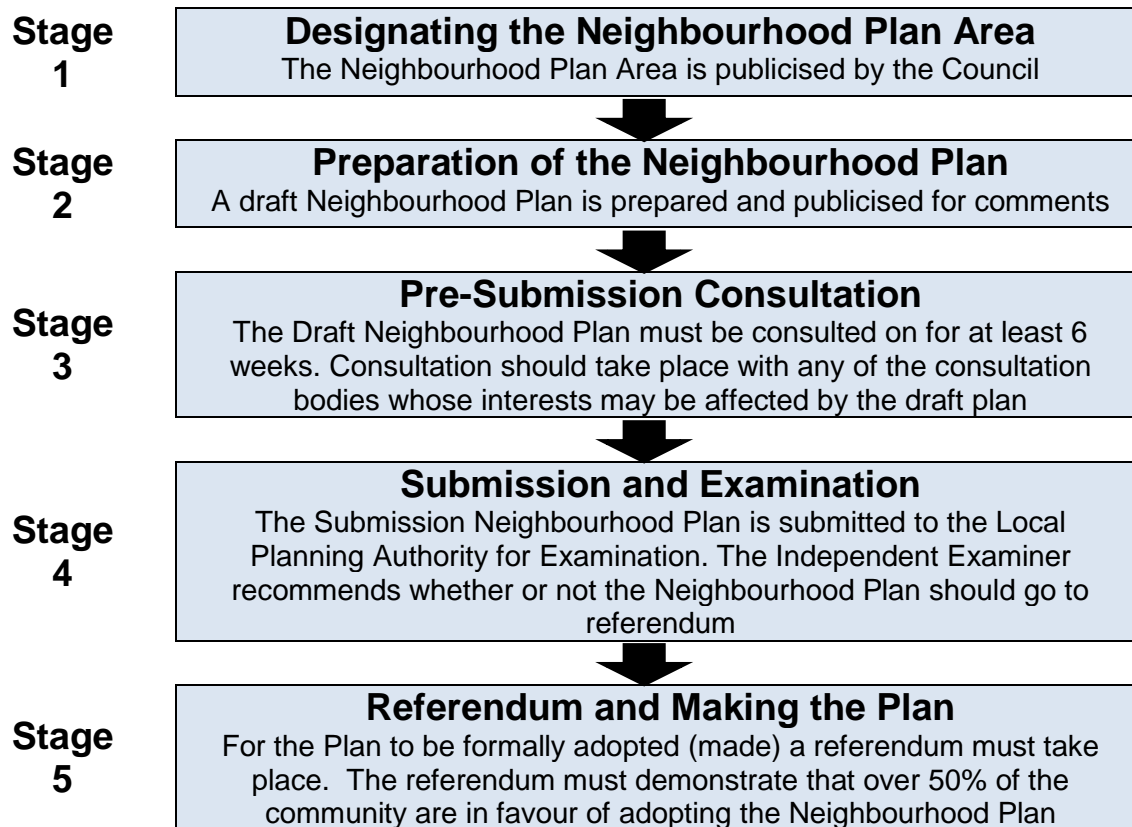 Stage
1
Designating the Neighbourhood Plan Area
The Neighbourhood Plan Area is publicised by the Council
Stage
2
Preparation of the Neighbourhood Plan
A draft Neighbourhood Plan is prepared and publicised for comments
Stage
3
Pre-Submission Consultation
The Draft Neighbourhood Plan must be consulted on for at least 6
weeks. Consultation should take place with any of the consultation
bodies whose interests may be affected by the draft plan
Stage
4
Submission and Examination
The Submission Neighbourhood Plan is submitted to the Local
Planning Authority for Examination. The Independent Examiner
recommends whether or not the Neighbourhood Plan should go to
referendum
Stage
5
Referendum and Making the Plan
For the Plan to be formally adopted (made) a referendum must take
place.  The referendum must demonstrate that over 50% of the
community are in favour of adopting the Neighbourhood Plan